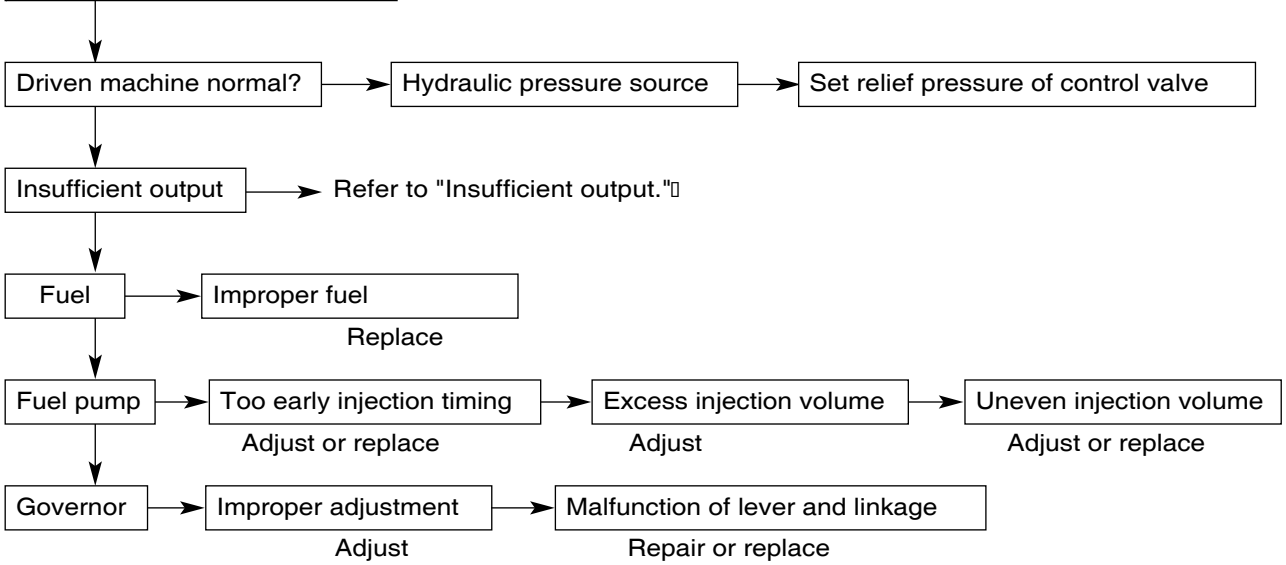 Driven machine normal? Hydraulic pressure source Set relief pressure of control valve
Insufficient output Refer to "Insufficient output."
Fuel Improper fuel
Replace
Fuel pump Too early injection timing Excess injection volume Uneven injection volume
Adjust or replace Adjust Adjust or replace
Governor Improper adjustment Malfunction of lever and linkage
Adjust Repair or replace